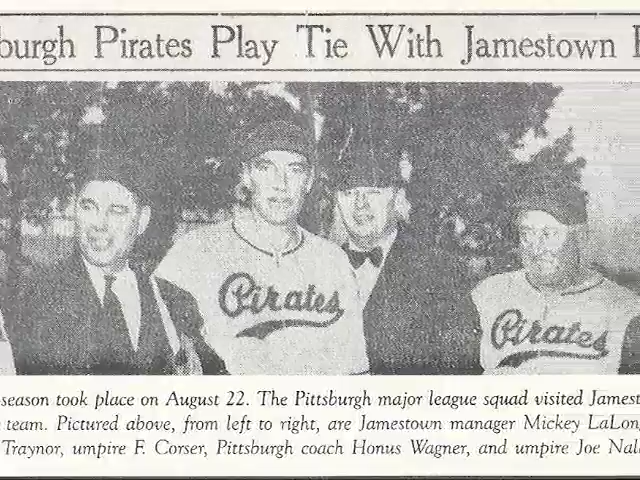 burgh Pirates Play Tie With Jamestown
Pirates
Pirates
season took place on August 22. The Pittsburgh major league squad visited Jamest
team. Pictured above, from left to right, are Jamestown manager Mickey LaLong
Traynor, umpire F. Corser, Pittsburgh coach Honus Wagner, and umpire Joe Nall